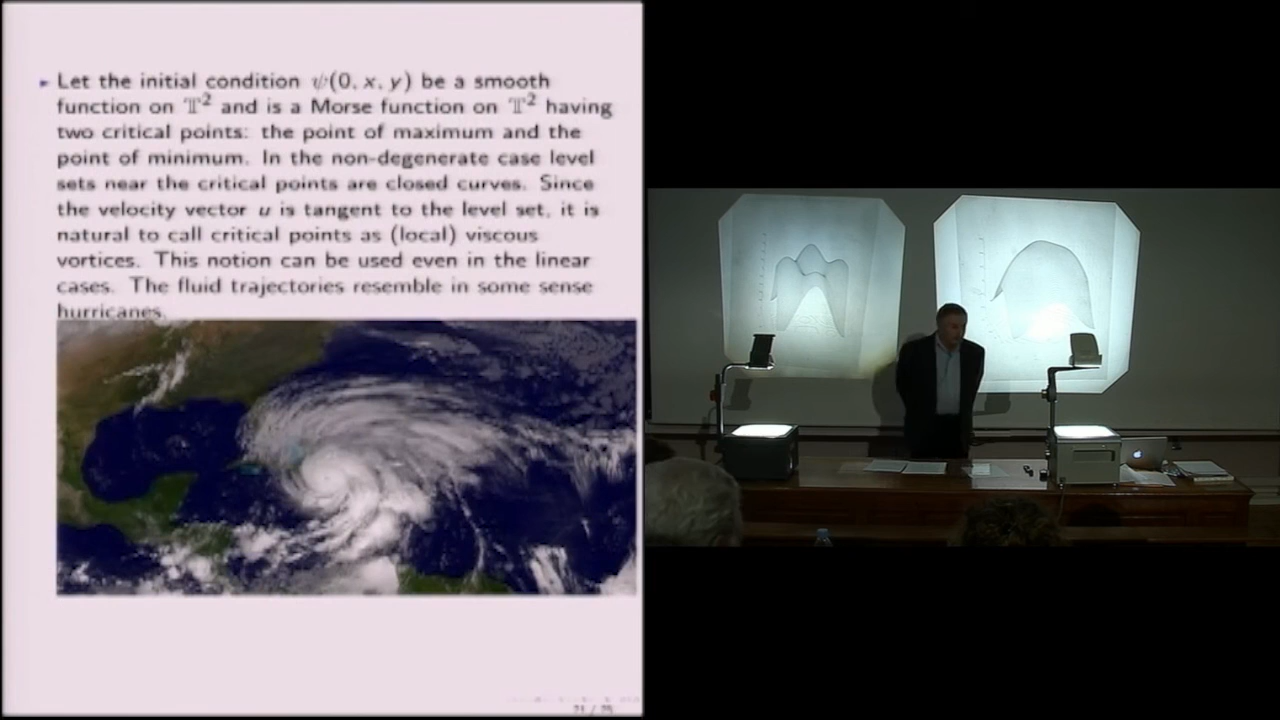 ► Let the initial condition ψ(0, x, y) be a smooth
function on 𝕋² and is a Morse function on 𝕋² having
two critical points: the point of maximum and the
point of minimum. In the non-degenerate case level
sets near the critical points are closed curves. Since
the velocity vector u is tangent to the level set, it is
natural to call critical points as (local) viscous
vortices. This notion can be used even in the linear
cases. The fluid trajectories resemble in some sense
hurricanes.
21 / 25